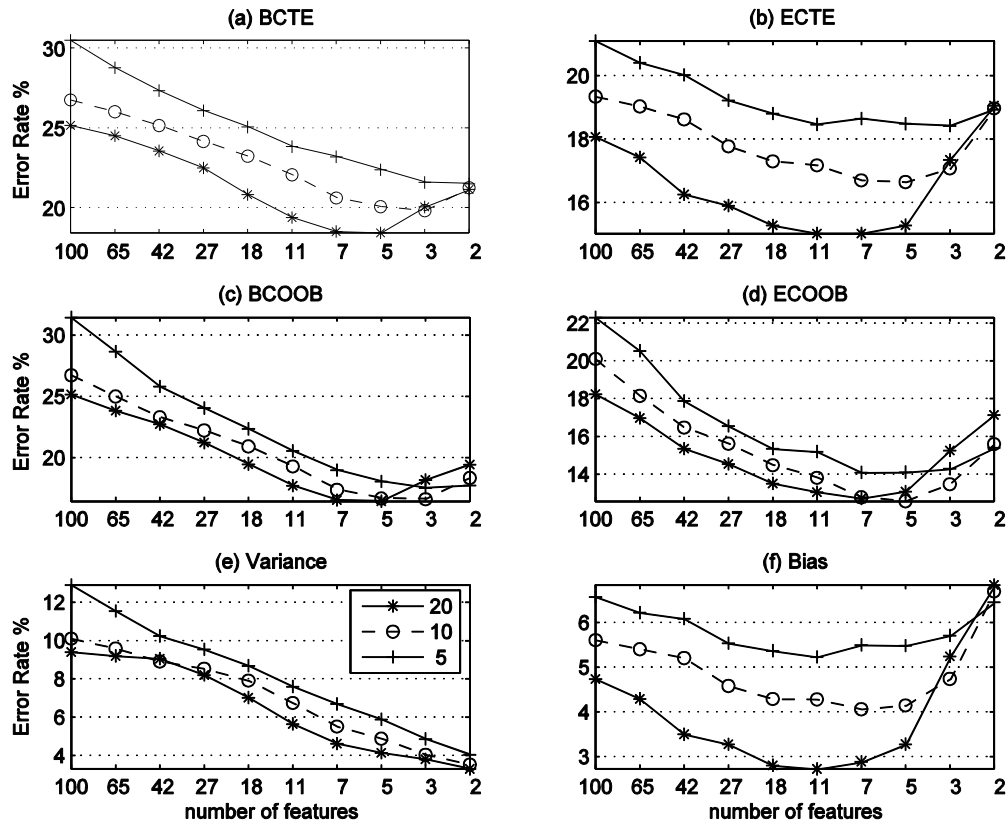 (a) BCTE
30
25
20
Error Rate %
100 65 42 27 18 11 7 5 3 2
(b) ECTE
20
18
16
100 65 42 27 18 11 7 5 3 2
(c) BCOOB
30
25
20
Error Rate %
100 65 42 27 18 11 7 5 3 2
(d) ECOOB
22
20
18
16
14
100 65 42 27 18 11 7 5 3 2
(e) Variance
12
10
8
6
4
Error Rate %
20
10
5
100 65 42 27 18 11 7 5 3 2
number of features
(f) Bias
6
5
4
3
100 65 42 27 18 11 7 5 3 2
number of features